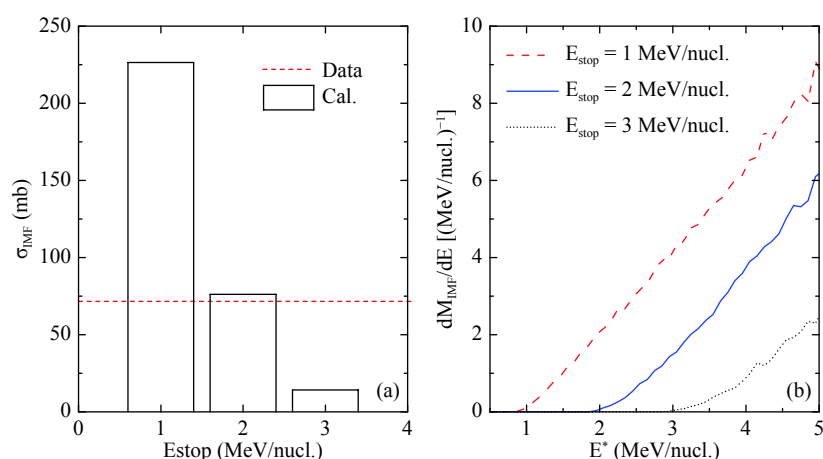 250
200
150
100
50
0
σIMF (mb)
Data
Cal.
(a)
0 1 2 3 4
Estop (MeV/nucl.)
10
8
6
4
2
0
dMIMF/dE [(MeV/nucl.)⁻¹]
Estop = 1 MeV/nucl.
Estop = 2 MeV/nucl.
Estop = 3 MeV/nucl.
(b)
1 2 3 4 5
E* (MeV/nucl.)